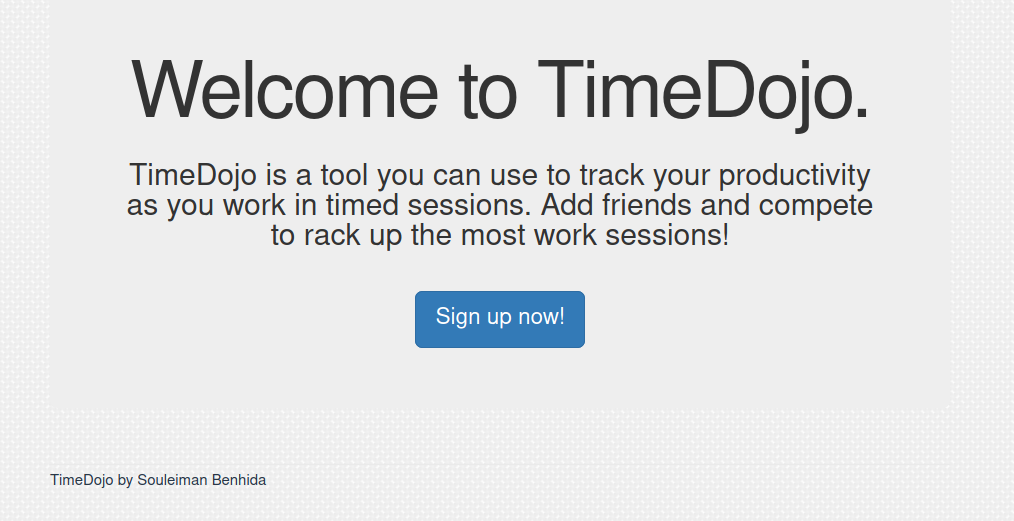 Welcome to TimeDojo.
TimeDojo is a tool you can use to track your productivity
as you work in timed sessions. Add friends and compete
to rack up the most work sessions!
Sign up now!
TimeDojo by Souleiman Benhida